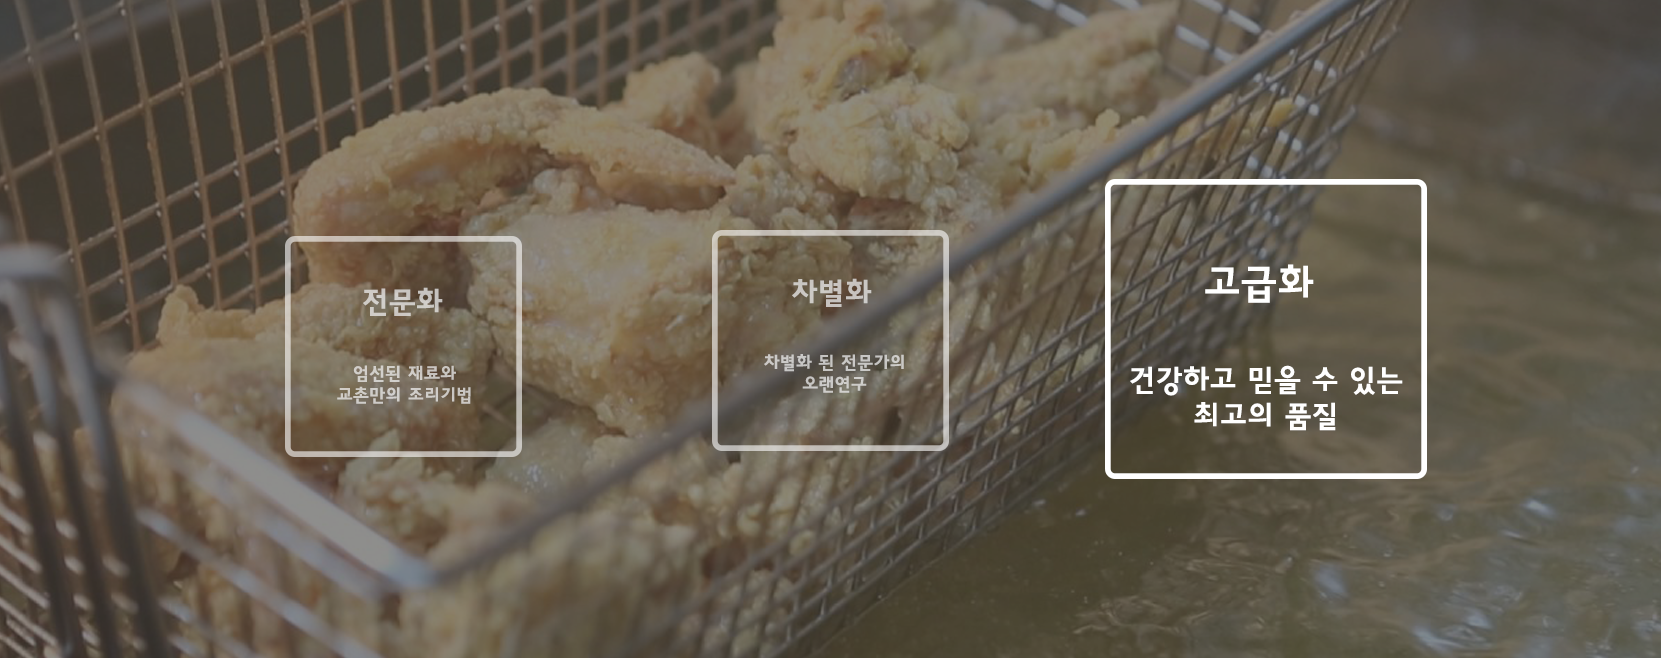 전문화
엄선된 재료와
교촌만의 조리기법
차별화
차별화 된 전문가의
오랜연구
고급화
건강하고 믿을 수 있는
최고의 품질